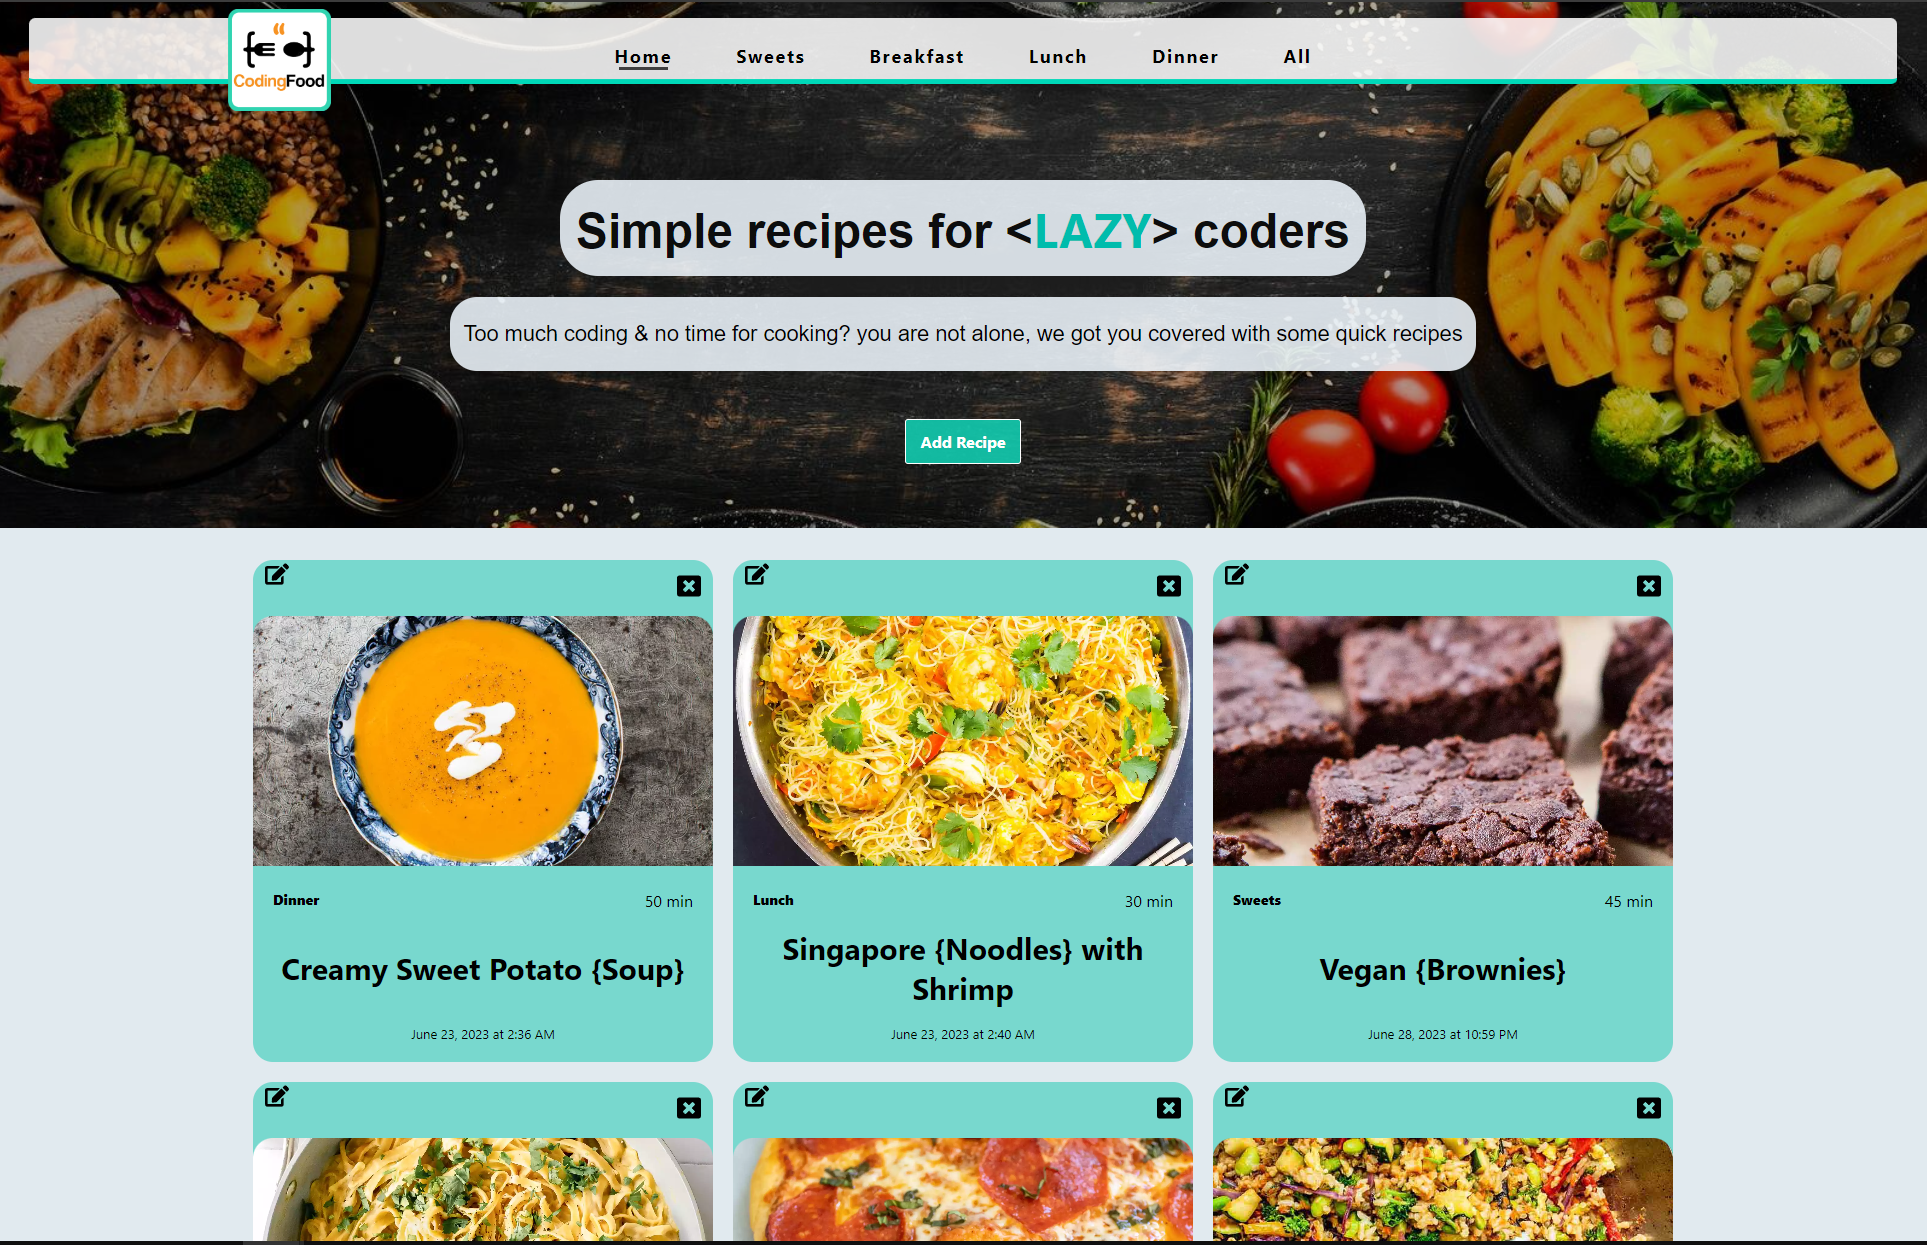 { }
CodingFood
Home Sweets Breakfast Lunch Dinner All
Simple recipes for <LAZY> coders
Too much coding & no time for cooking? you are not alone, we got you covered with some quick recipes
Add Recipe
Dinner 50 min
Creamy Sweet Potato {Soup}
June 23, 2023 at 2:36 AM
Lunch 30 min
Singapore {Noodles} with
Shrimp
June 23, 2023 at 2:40 AM
Sweets 45 min
Vegan {Brownies}
June 28, 2023 at 10:59 PM